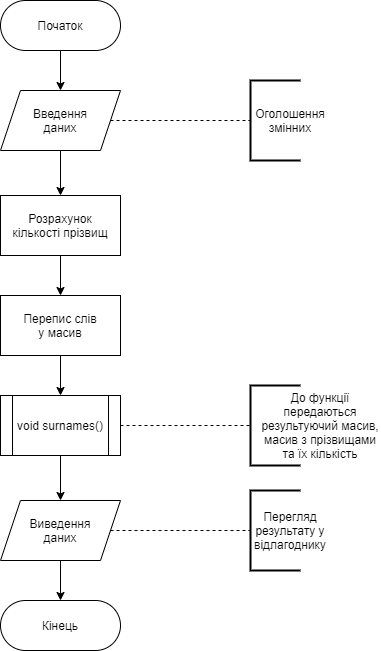 Початок
Введення
даних
Оголошення
змінних
Розрахунок
кількості прізвищ
Перепис слів
у масив
void surnames()
До функції
передаються
результуючий масив,
масив з прізвищами
та їх кількість
Виведення
даних
Перегляд
результату у
відлагоднику
Кінець